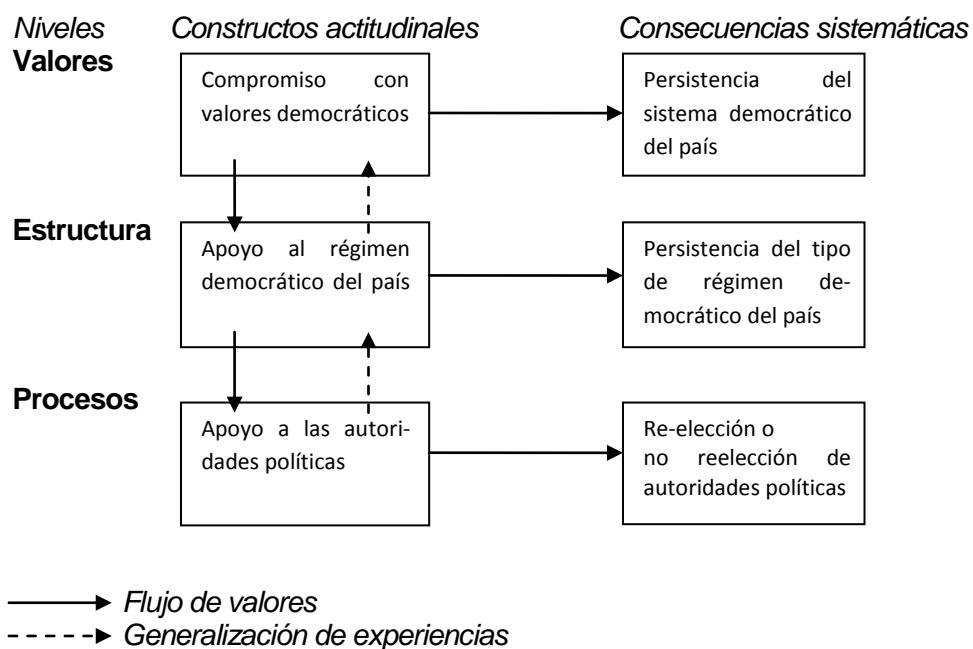 Niveles Constructos actitudinales Consecuencias sistemáticas
Valores
Compromiso con
valores democráticos
Persistencia del
sistema democrático
del país
Estructura
Apoyo al régimen
democrático del país
Persistencia del tipo
de régimen de-
mocrático del país
Procesos
Apoyo a las autori-
dades políticas
Re-elección o
no reelección de
autoridades políticas
Flujo de valores
Generalización de experiencias